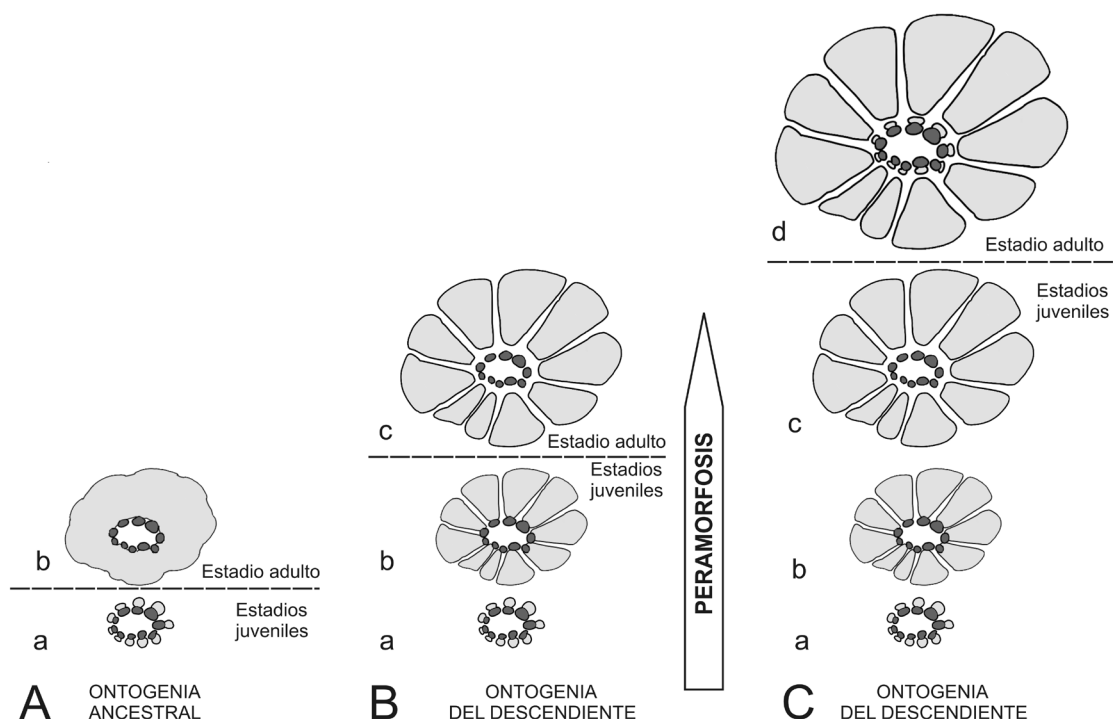 d
Estadio adulto
Estadios
juveniles
c
Estadio adulto
Estadios
juveniles
c
b
Estadio adulto
Estadios
juveniles
a
b
a
b
a
PERAMORFOSIS
A
ONTOGENIA
ANCESTRAL
B
ONTOGENIA
DEL DESCENDIENTE
C
ONTOGENIA
DEL DESCENDIENTE